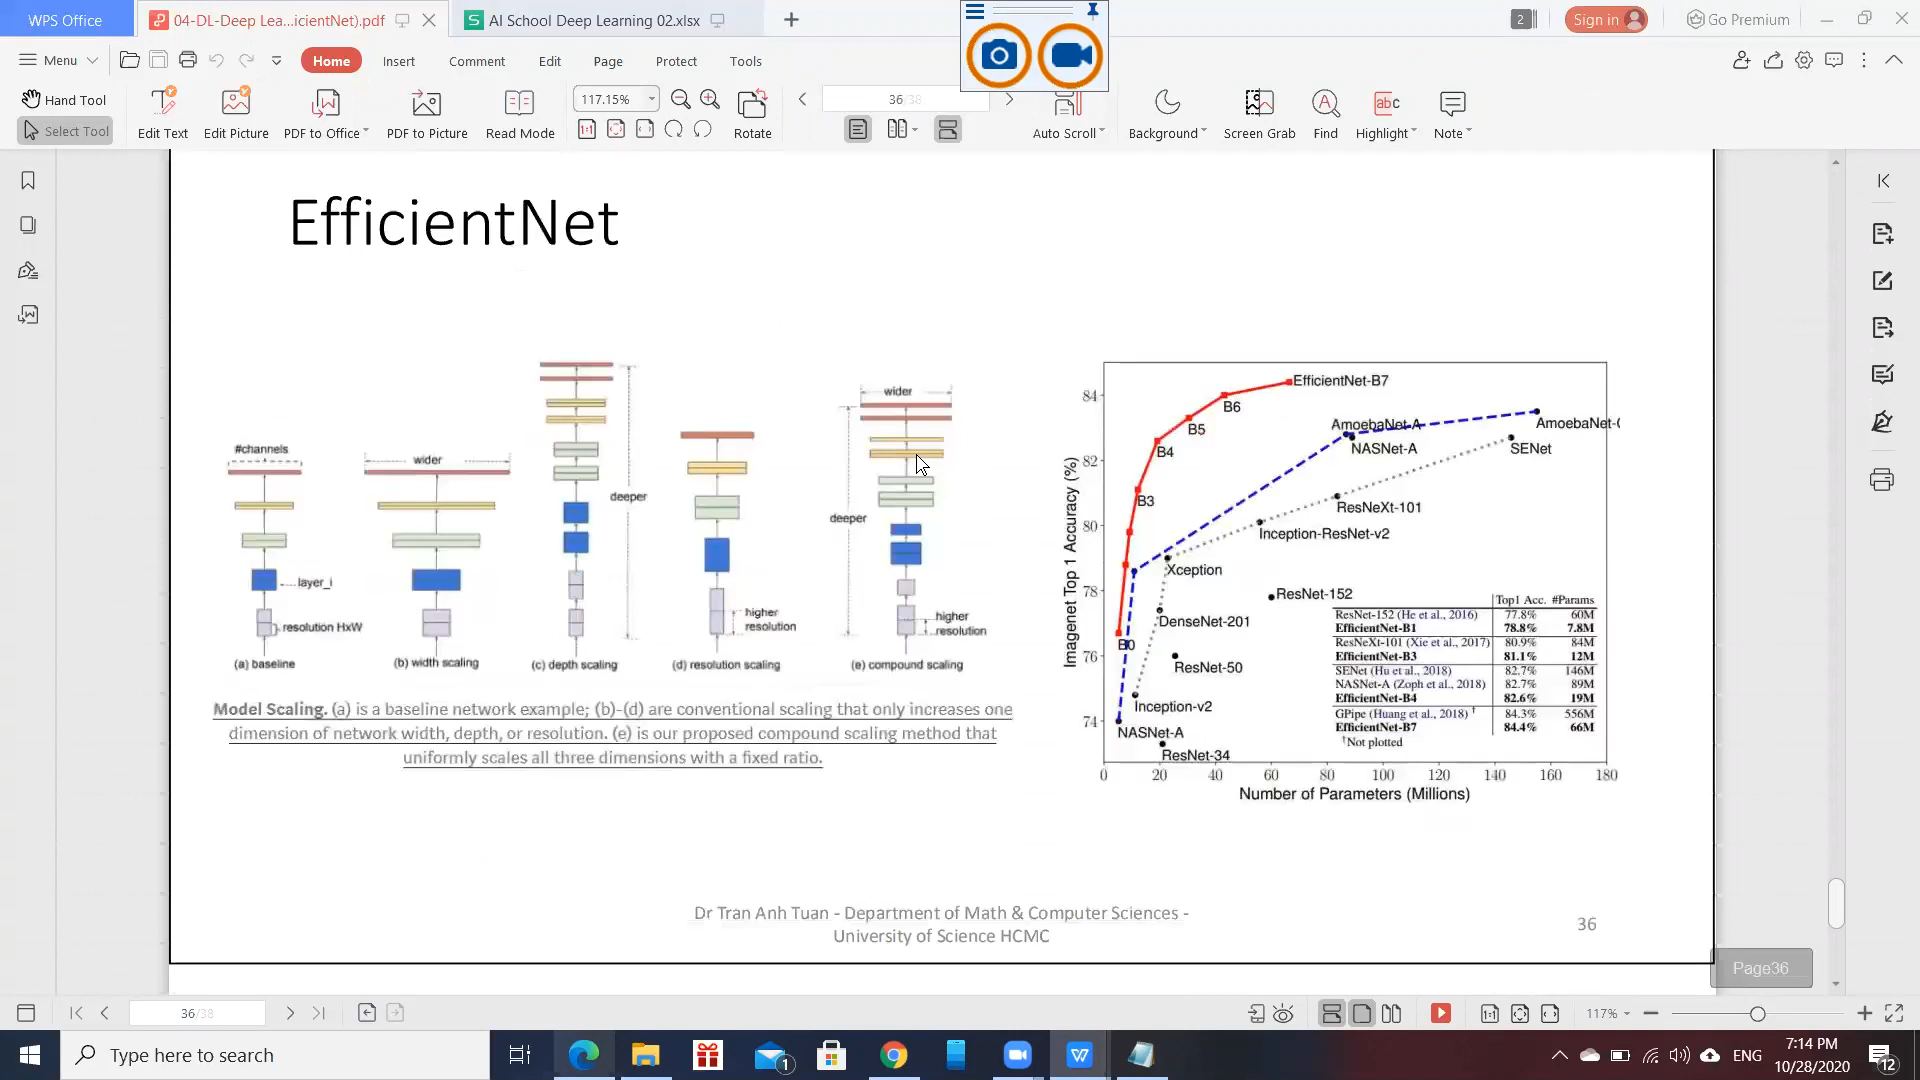 WPS Office
04-DL-Deep Lea...icientNet).pdf
AI School Deep Learning 02.xlsx
2
Sign in
Go Premium
Menu
Home
Insert
Comment
Edit
Page
Protect
Tools
Hand Tool
Select Tool
Edit Text
Edit Picture
PDF to Office
PDF to Picture
Read Mode
117.15%
Rotate
36/38
Auto Scroll
Background
Screen Grab
Find
Highlight
Note
EfficientNet
#channels
layer_i
resolution HxW
(a) baseline
wider
(b) width scaling
deeper
(c) depth scaling
higher
resolution
(d) resolution scaling
wider
deeper
higher
resolution
(e) compound scaling
Model Scaling. (a) is a baseline network example; (b)-(d) are conventional scaling that only increases one
dimension of network width, depth, or resolution. (e) is our proposed compound scaling method that
uniformly scales all three dimensions with a fixed ratio.
Imagenet Top 1 Accuracy (%)
84
82
80
78
76
74
EfficientNet-B7
B6
B5
B4
B3
B0
AmoebaNet-A
AmoebaNet-C
NASNet-A
SENet
ResNeXt-101
Inception-ResNet-v2
Xception
ResNet-152
DenseNet-201
ResNet-50
Inception-v2
NASNet-A
ResNet-34
Top1 Acc. #Params
ResNet-152 (He et al., 2016) 77.8% 60M
EfficientNet-B1 78.8% 7.8M
ResNeXt-101 (Xie et al., 2017) 80.9% 84M
EfficientNet-B3 81.1% 12M
SENet (Hu et al., 2018) 82.7% 146M
NASNet-A (Zoph et al., 2018) 82.7% 89M
EfficientNet-B4 82.6% 19M
GPipe (Huang et al., 2018) † 84.3% 556M
EfficientNet-B7 84.4% 66M
†Not plotted
0 20 40 60 80 100 120 140 160 180
Number of Parameters (Millions)
Dr Tran Anh Tuan - Department of Math & Computer Sciences -
University of Science HCMC
36
Page36
36/38
117%
Type here to search
1
ENG
7:14 PM
10/28/2020
12